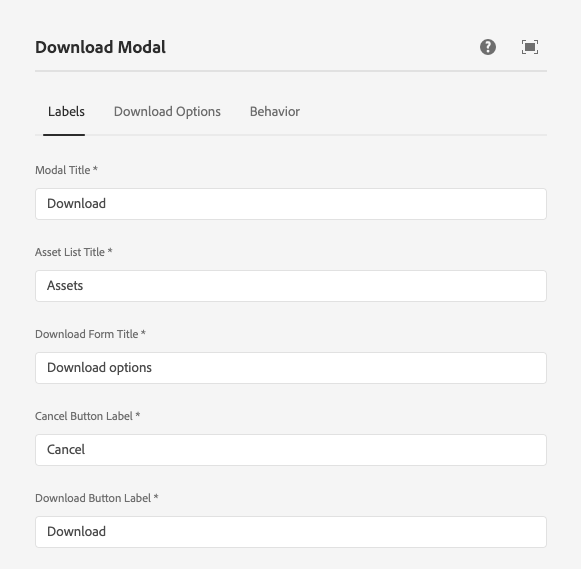 Download Modal
Labels Download Options Behavior
Modal Title *
Download
Asset List Title *
Assets
Download Form Title *
Download options
Cancel Button Label *
Cancel
Download Button Label *
Download